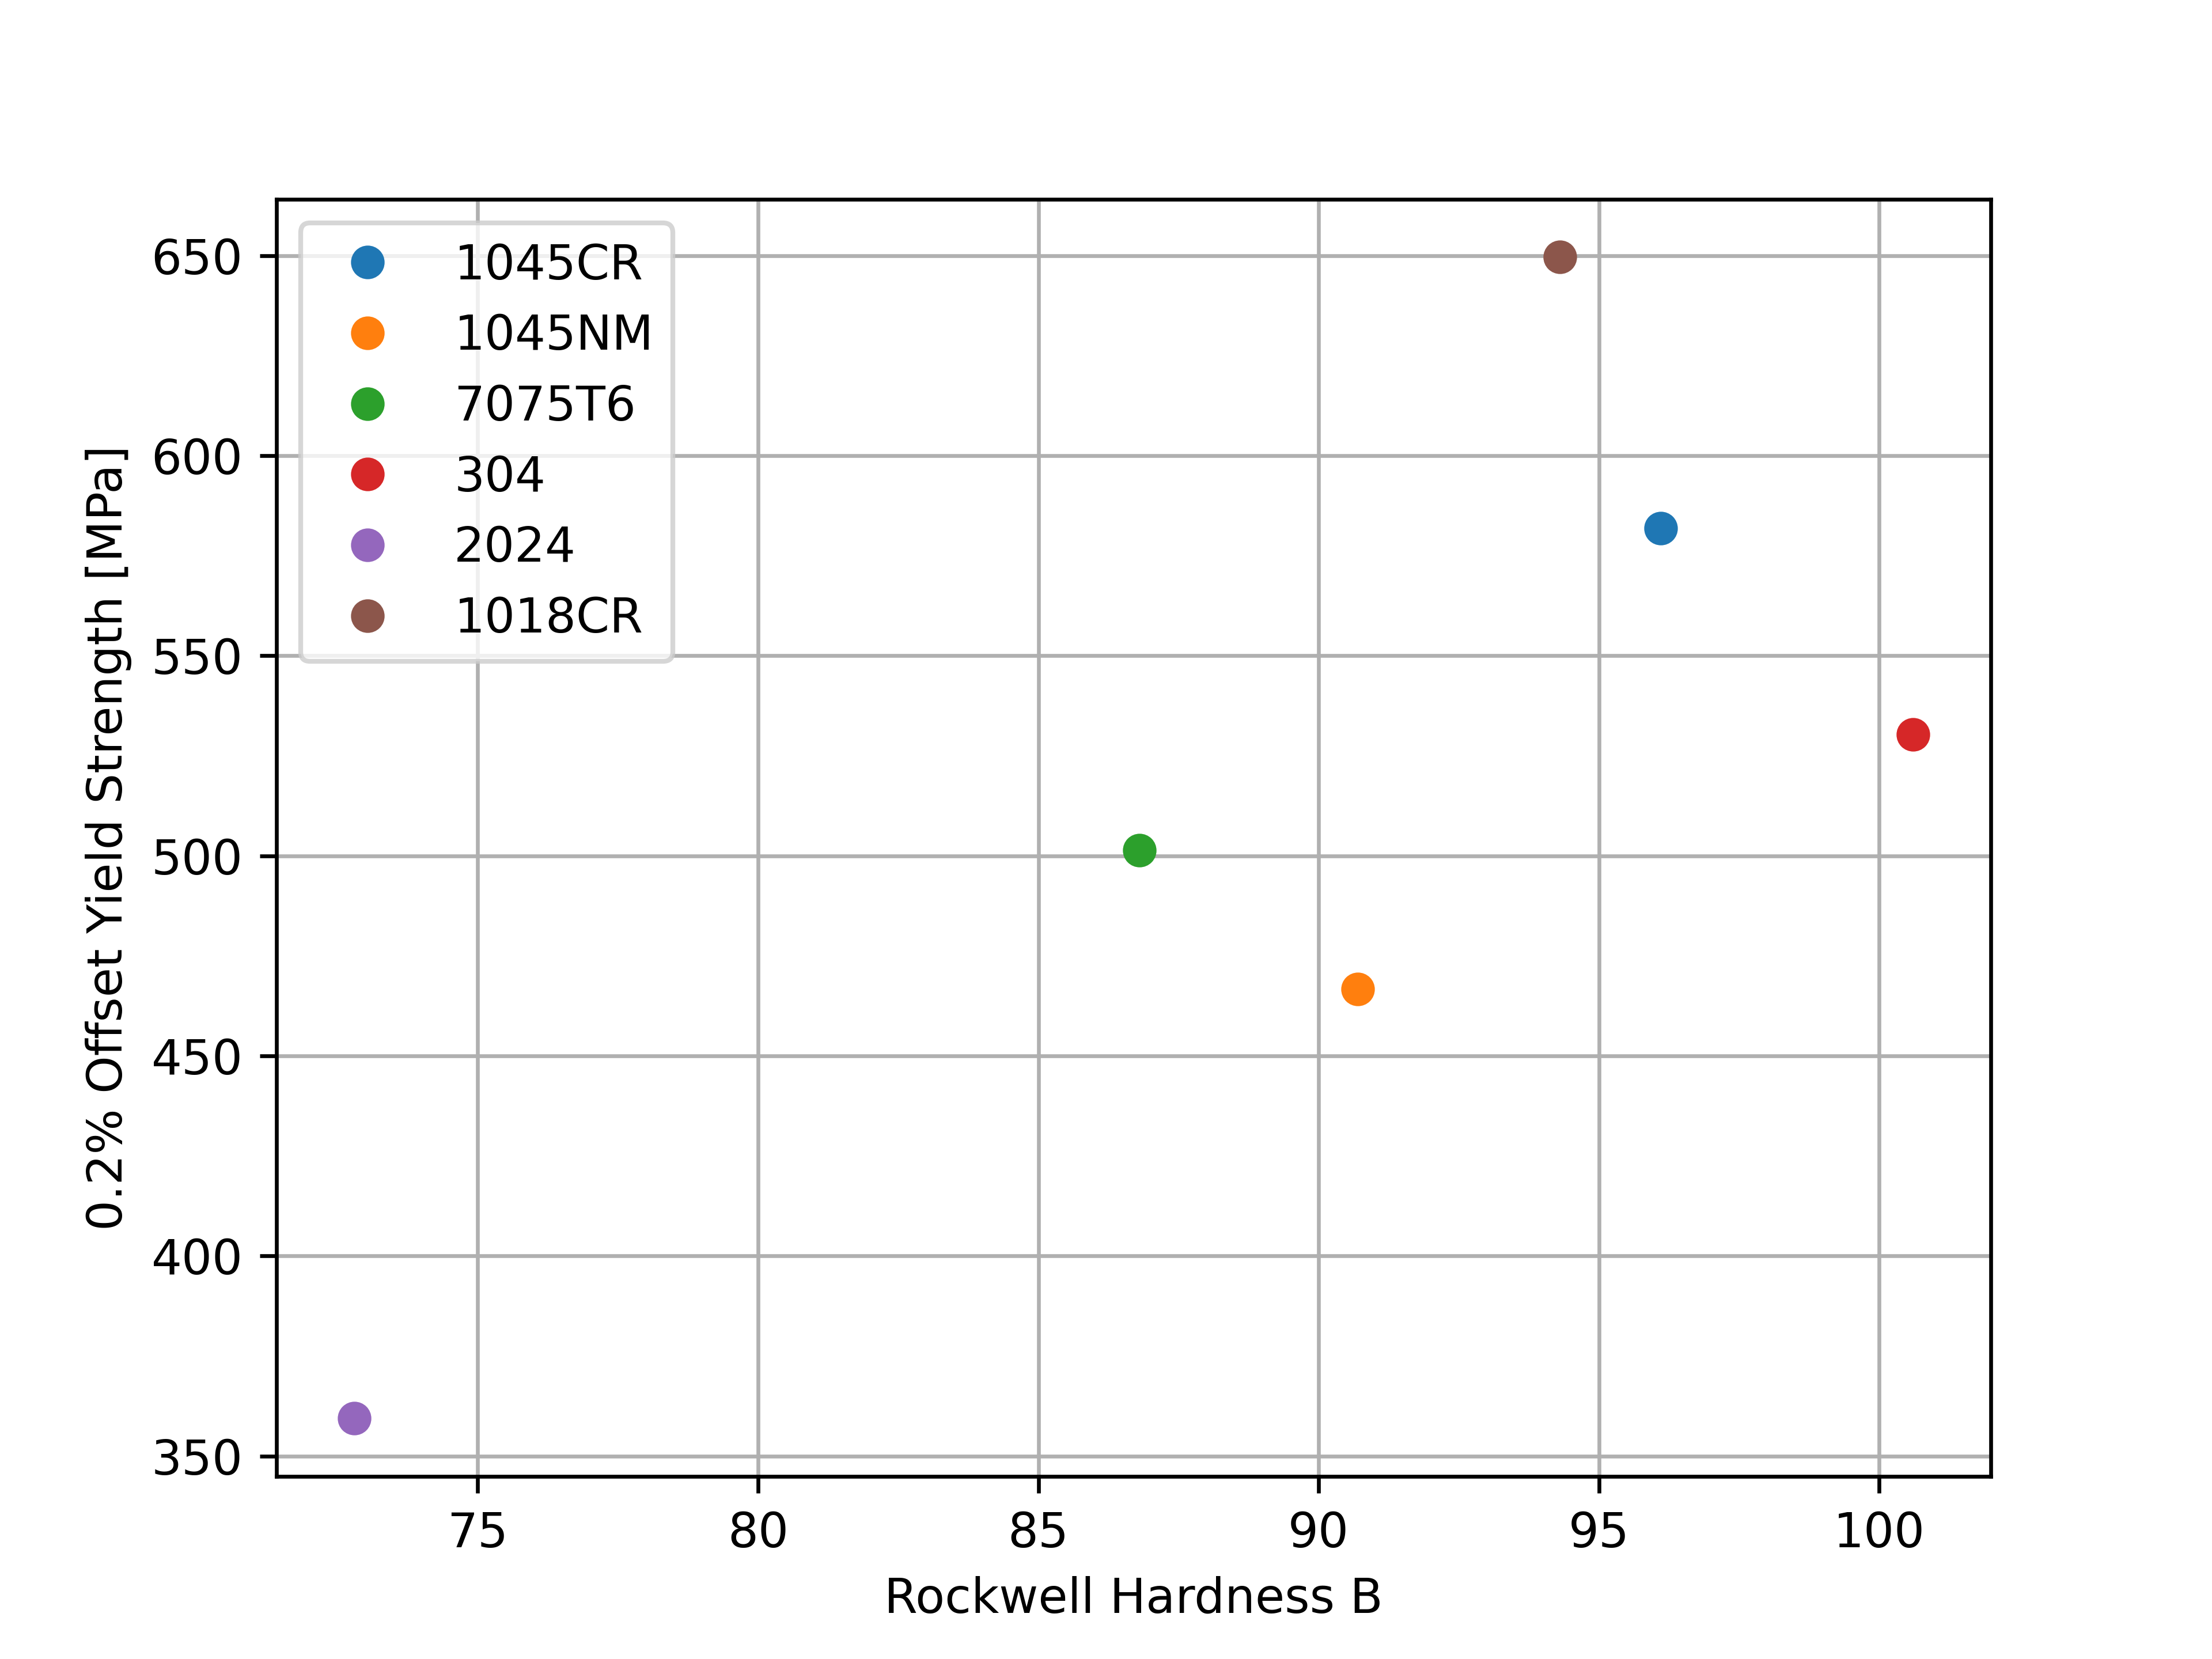 1045CR
1045NM
7075T6
304
2024
1018CR
650
600
550
500
450
400
350
0.2% Offset Yield Strength [MPa]
75 80 85 90 95 100
Rockwell Hardness B